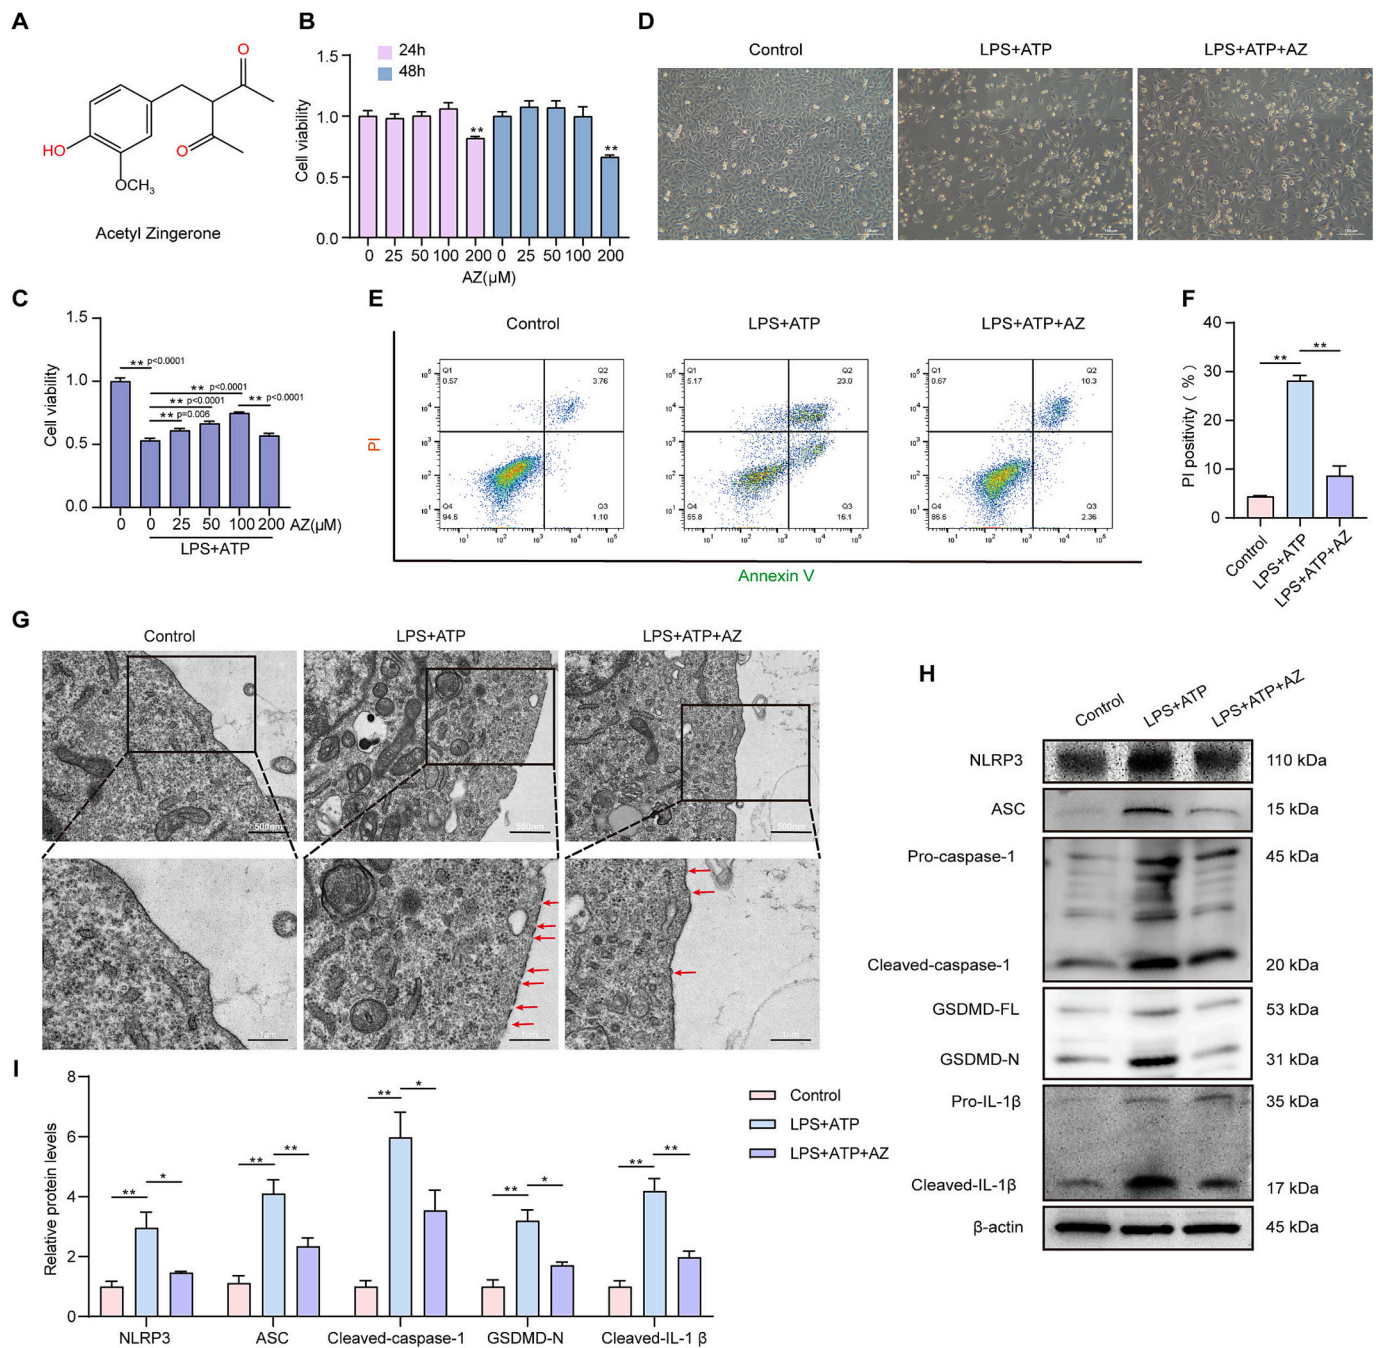 A
O
O
HO
OCH3
Acetyl Zingerone
B
24h
48h
Cell viability
1.5
1.0
0.5
0.0
**
**
0 25 50 100 200 0 25 50 100 200
AZ(μM)
C
Cell viability
1.5
1.0
0.5
0.0
** p<0.0001
** p<0.0001
** p<0.0001
** p=0.006
** p<0.0001
0 0 25 50 100 200 AZ(μM)
LPS+ATP
D
Control LPS+ATP LPS+ATP+AZ
E
Control LPS+ATP LPS+ATP+AZ
PI
Q1
0.57
Q2
3.76
Q4
94.6
Q3
1.10
Q1
5.17
Q2
23.0
Q4
55.8
Q3
16.1
Q1
0.67
Q2
10.3
Q4
86.6
Q3
2.36
Annexin V
F
PI positivity ( % )
40
30
20
10
0
** **
Control
LPS+ATP
LPS+ATP+AZ
G
Control LPS+ATP LPS+ATP+AZ
500nm 500nm 500nm
H
Control LPS+ATP LPS+ATP+AZ
NLRP3 110 kDa
ASC 15 kDa
Pro-caspase-1 45 kDa
Cleaved-caspase-1 20 kDa
GSDMD-FL 53 kDa
GSDMD-N 31 kDa
Pro-IL-1β 35 kDa
Cleaved-IL-1β 17 kDa
β-actin 45 kDa
I
Relative protein levels
8
6
4
2
0
** * ** ** ** * ** * ** **
NLRP3 ASC Cleaved-caspase-1 GSDMD-N Cleaved-IL-1 β
Control
LPS+ATP
LPS+ATP+AZ